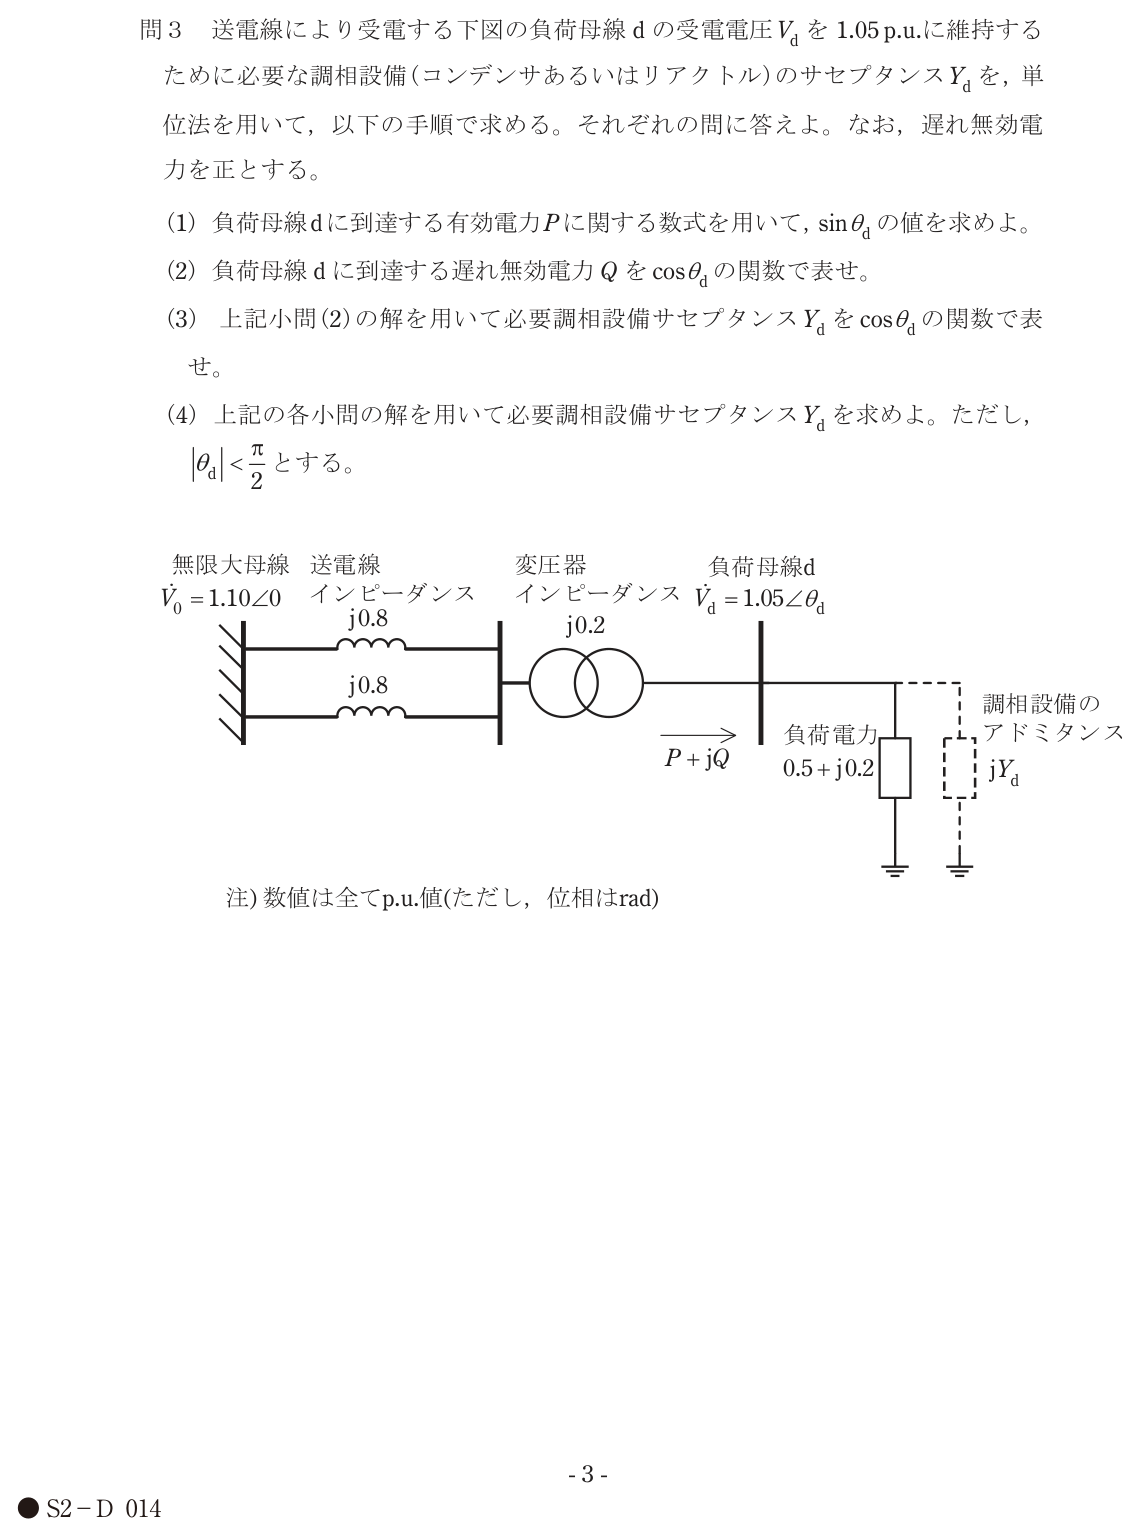 問３　送電線により受電する下図の負荷母線 d の受電電圧 Vd を 1.05 p.u.に維持する
ために必要な調相設備(コンデンサあるいはリアクトル)のサセプタンス Yd を，単
位法を用いて，以下の手順で求める。それぞれの問に答えよ。なお，遅れ無効電
力を正とする。
(1) 負荷母線 d に到達する有効電力 P に関する数式を用いて，sin θd の値を求めよ。
(2) 負荷母線 d に到達する遅れ無効電力 Q を cos θd の関数で表せ。
(3) 上記小問(2)の解を用いて必要調相設備サセプタンス Yd を cos θd の関数で表
せ。
(4) 上記の各小問の解を用いて必要調相設備サセプタンス Yd を求めよ。ただし，
|θd| < π/2 とする。
無限大母線
V̇0 = 1.10∠0
送電線
インピーダンス
j0.8
j0.8
変圧器
インピーダンス
j0.2
負荷母線d
V̇d = 1.05∠θd
P + jQ
負荷電力
0.5 + j0.2
調相設備の
アドミタンス
jYd
注) 数値は全てp.u.値(ただし，位相はrad)
- 3 -
● S2－D 014